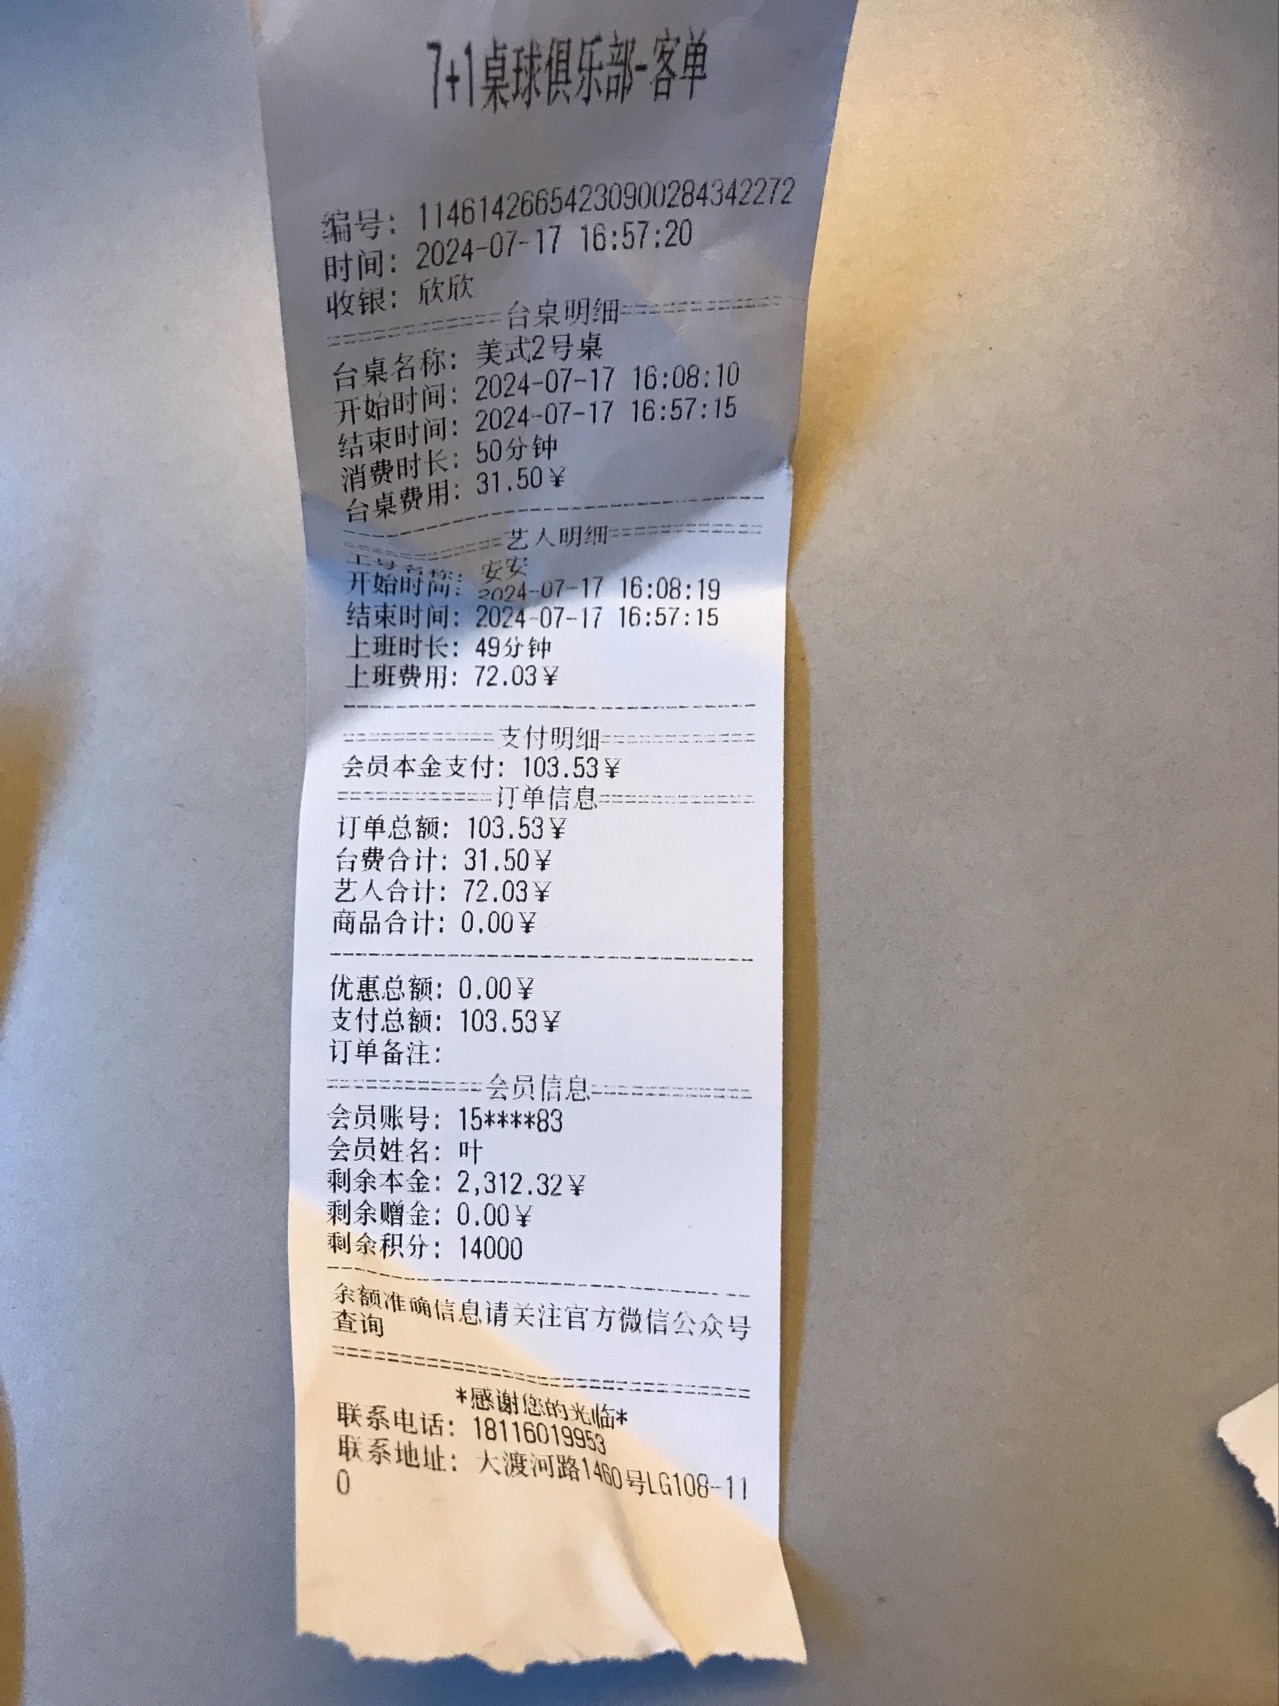 7+1桌球俱乐部-客单
编号: 1146142665423090028434​2272
时间: 2024-07-17 16:57:20
收银: 欣欣
==========台桌明细==========
台桌名称: 美式2号桌
开始时间: 2024-07-17 16:08:10
结束时间: 2024-07-17 16:57:15
消费时长: 50分钟
台桌费用: 31.50¥
--------------------------------
==========艺人明细==========
工号名称: 安安
开始时间: 2024-07-17 16:08:19
结束时间: 2024-07-17 16:57:15
上班时长: 49分钟
上班费用: 72.03¥
--------------------------------
==========支付明细==========
会员本金支付: 103.53¥
==========订单信息==========
订单总额: 103.53¥
台费合计: 31.50¥
艺人合计: 72.03¥
商品合计: 0.00¥
--------------------------------
优惠总额: 0.00¥
支付总额: 103.53¥
订单备注:
==========会员信息==========
会员账号: 15****83
会员姓名: 叶
剩余本金: 2,312.32¥
剩余赠金: 0.00¥
剩余积分: 14000
--------------------------------
余额准确信息请关注官方微信公众号
查询
================================
*感谢您的光临*
联系电话: 18116019953
联系地址: 大渡河路1460号LG108-11
0